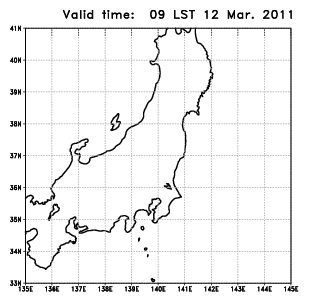 Valid time: 09 LST 12 Mar. 2011
41N
40N
39N
38N
37N
36N
35N
34N
33N
135E 136E 137E 138E 139E 140E 141E 142E 143E 144E 145E